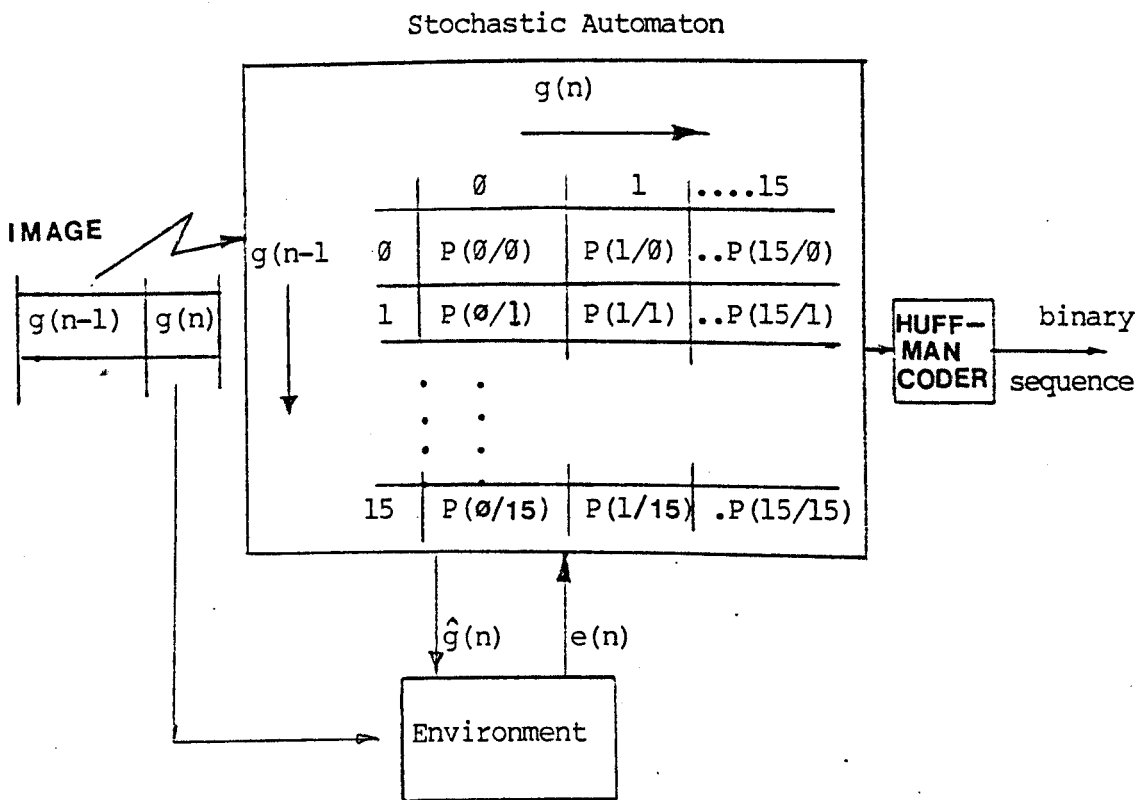 Stochastic Automaton
g(n)
Ø 1 ....15
IMAGE
g(n-1
Ø P(Ø/Ø) P(1/Ø) ..P(15/Ø)
g(n-1) g(n)
1 P(Ø/1) P(1/1) ..P(15/1)
HUFF-
MAN
CODER
binary
sequence
15 P(Ø/15) P(1/15) .P(15/15)
ĝ(n) e(n)
Environment